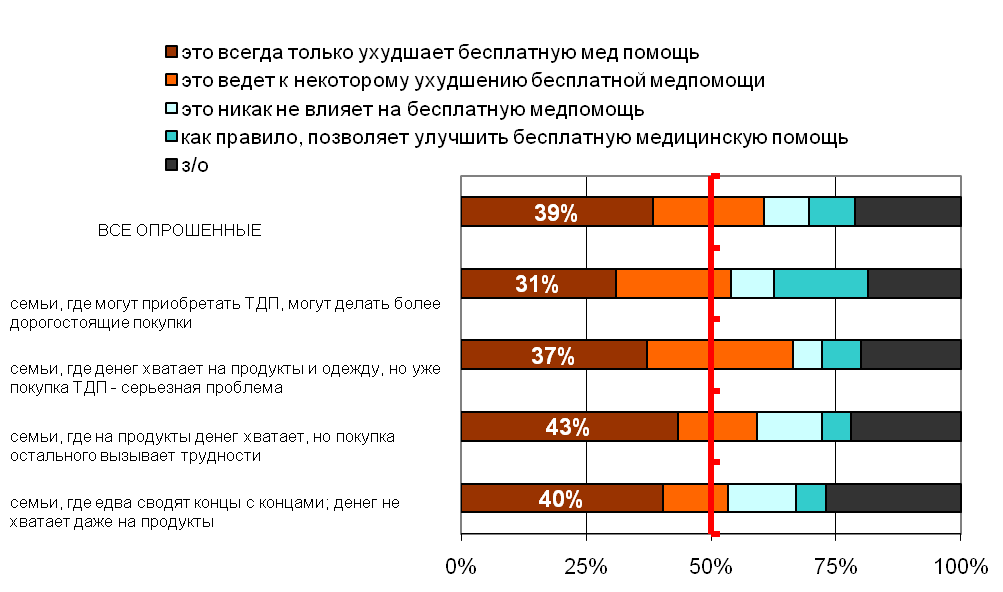 это всегда только ухудшает бесплатную мед помощь
это ведет к некоторому ухудшению бесплатной медпомощи
это никак не влияет на бесплатную медпомощь
как правило, позволяет улучшить бесплатную медицинскую помощь
з/о
ВСЕ ОПРОШЕННЫЕ
39%
семьи, где могут приобретать ТДП, могут делать более
дорогостоящие покупки
31%
семьи, где денег хватает на продукты и одежду, но уже
покупка ТДП - серьезная проблема
37%
семьи, где на продукты денег хватает, но покупка
остального вызывает трудности
43%
семьи, где едва сводят концы с концами; денег не
хватает даже на продукты
40%
0% 25% 50% 75% 100%